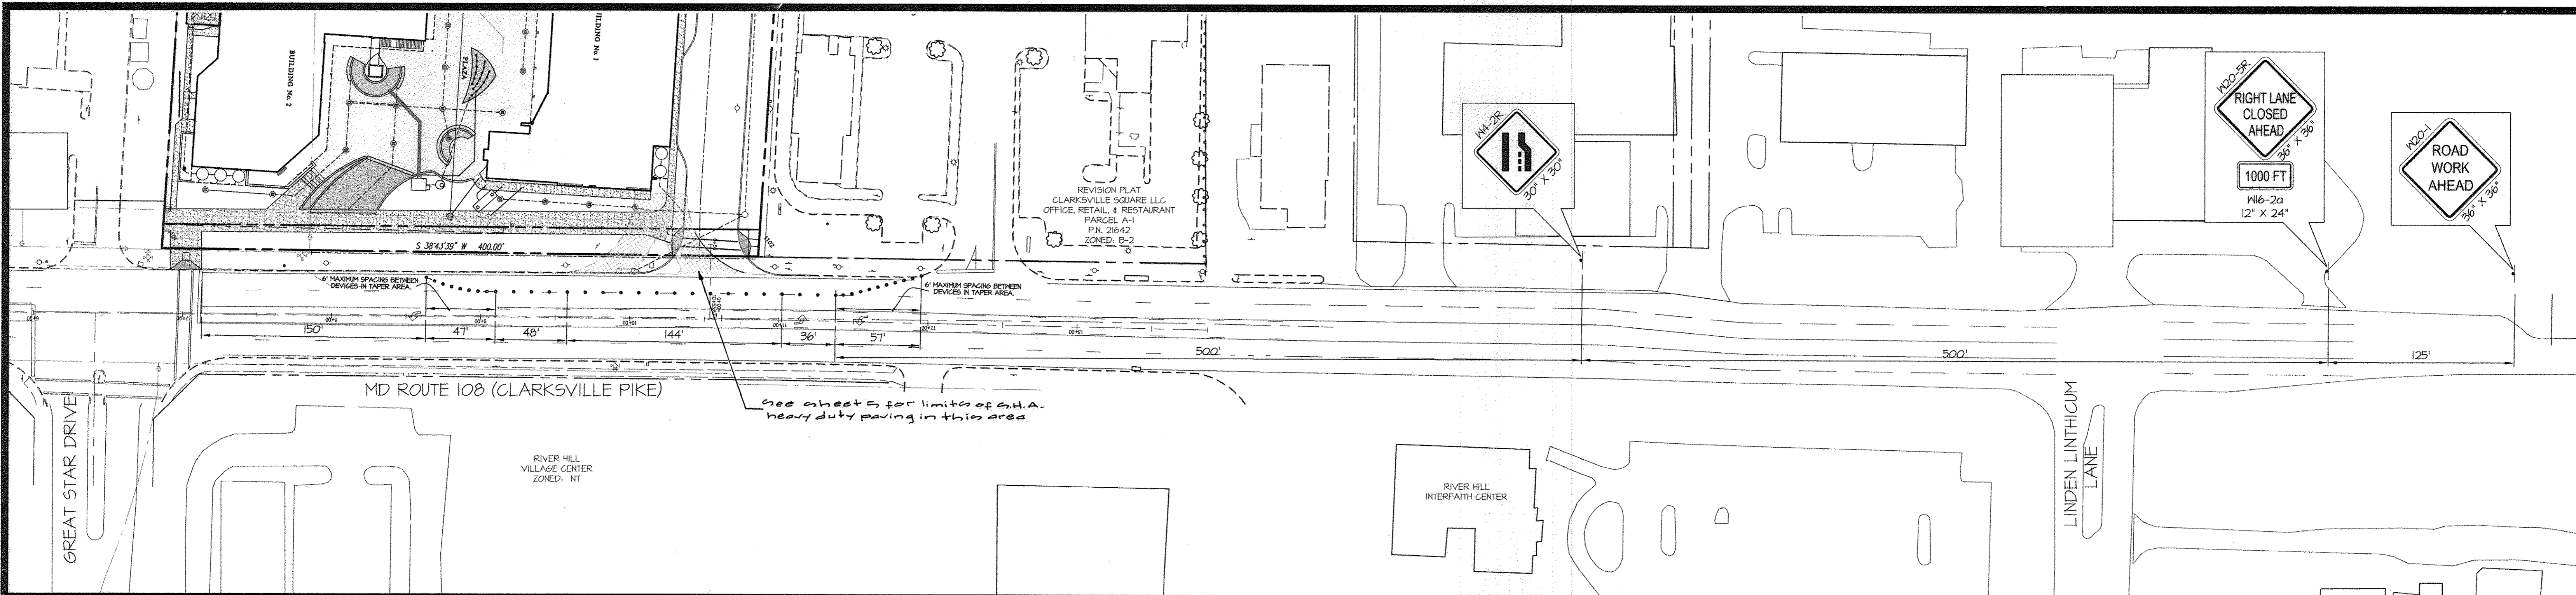 BUILDING No. 2
PLAZA
REVISION PLAT
CLARKSVILLE SQUARE LLC
OFFICE, RETAIL, & RESTAURANT
PARCEL A-1
P.N. 21642
ZONED: B-2
W4-2R
30" X 30"
W20-5R
RIGHT LANE
CLOSED
AHEAD
36" X 36"
1000 FT
W16-2a
12" X 24"
W20-1
ROAD
WORK
AHEAD
36" X 36"
S 38°43'39" W 400.00'
6' MAXIMUM SPACING BETWEEN
DEVICES IN TAPER AREA.
6' MAXIMUM SPACING BETWEEN
DEVICES IN TAPER AREA.
150'
47'
48'
144'
36'
57'
500'
500'
125'
MD ROUTE 108 (CLARKSVILLE PIKE)
See sheet 5 for limits of S.H.A.
heavy duty paving in this area
GREAT STAR DRIVE
RIVER HILL
VILLAGE CENTER
ZONED: NT
RIVER HILL
INTERFAITH CENTER
LINDEN LINTHICUM
LANE